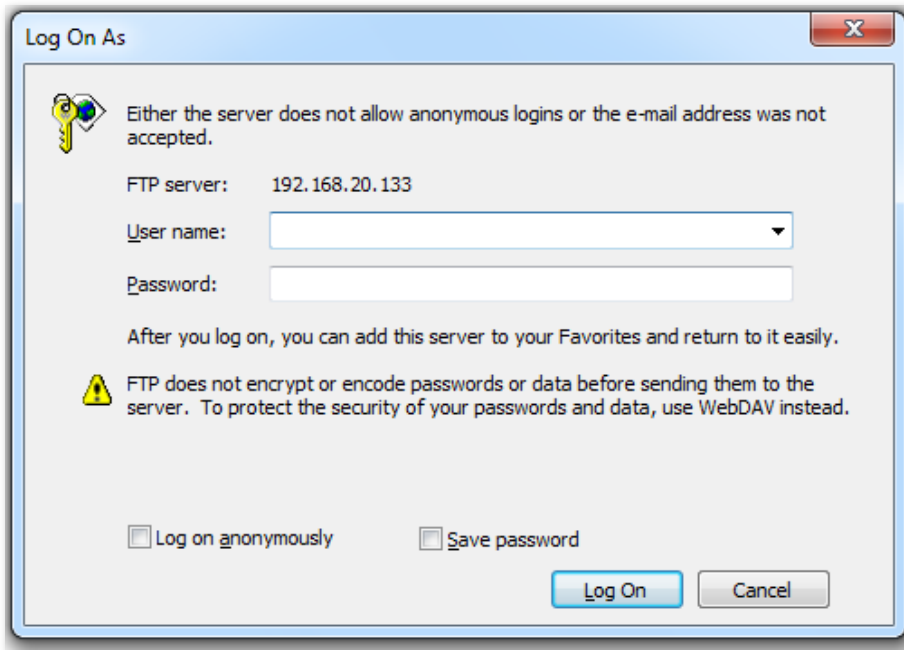 Log On As
Either the server does not allow anonymous logins or the e-mail address was not
accepted.
FTP server: 192.168.20.133
User name:
Password:
After you log on, you can add this server to your Favorites and return to it easily.
FTP does not encrypt or encode passwords or data before sending them to the
server. To protect the security of your passwords and data, use WebDAV instead.
Log on anonymously Save password
Log On Cancel